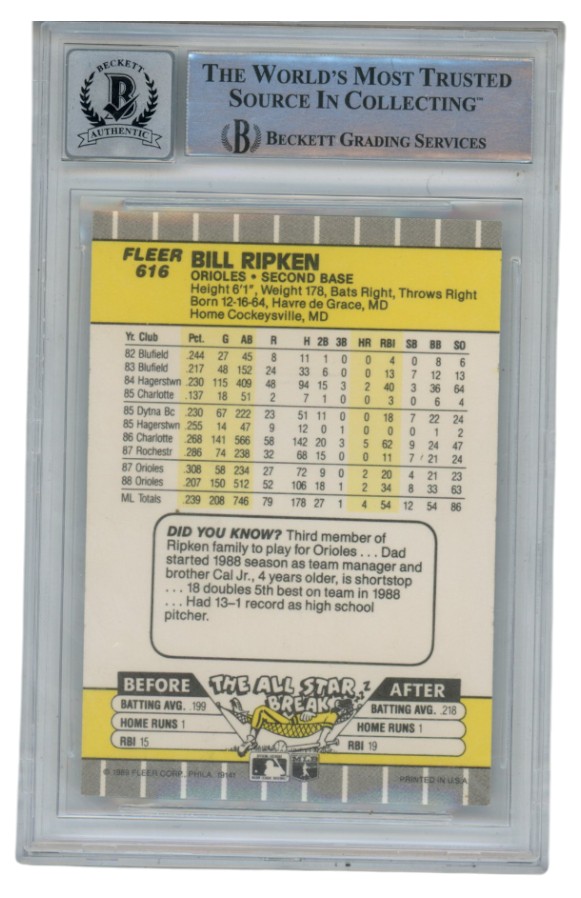 BECKETT
B
AUTHENTIC
THE WORLD'S MOST TRUSTED
SOURCE IN COLLECTING™
B BECKETT GRADING SERVICES
FLEER BILL RIPKEN
616 ORIOLES • SECOND BASE
Height 6'1", Weight 178, Bats Right, Throws Right
Born 12-16-64, Havre de Grace, MD
Home Cockeysville, MD
Yr. Club Pct. G AB R H 2B 3B HR RBI SB BB SO
82 Blufield .244 27 45 8 11 1 0 0 4 0 8 6
83 Blufield .217 48 152 24 33 6 0 0 13 7 12 13
84 Hagerstwn .230 115 409 48 94 15 3 2 40 3 36 64
85 Charlotte .137 18 51 2 7 1 0 0 3 0 6 4
85 Dytna Bc .230 67 222 23 51 11 0 0 18 7 22 24
85 Hagerstwn .255 14 47 9 12 0 1 0 0 0 1 2
86 Charlotte .268 141 566 58 142 20 3 5 62 9 24 47
87 Rochestr .286 74 238 32 68 15 0 0 11 7 21 24
87 Orioles .308 58 234 27 72 9 0 2 20 4 21 23
88 Orioles .207 150 512 52 106 18 1 2 34 8 33 63
ML Totals .239 208 746 79 178 27 1 4 54 12 54 86
DID YOU KNOW? Third member of
Ripken family to play for Orioles . . . Dad
started 1988 season as team manager and
brother Cal Jr., 4 years older, is shortstop
. . . 18 doubles 5th best on team in 1988
. . . Had 13–1 record as high school
pitcher.
BEFORE THE ALL STAR BREAK AFTER
BATTING AVG. .199 BATTING AVG. .218
HOME RUNS 1 HOME RUNS 1
RBI 15 RBI 19
© 1989 FLEER CORP., PHILA. 19141 PRINTED IN U.S.A.